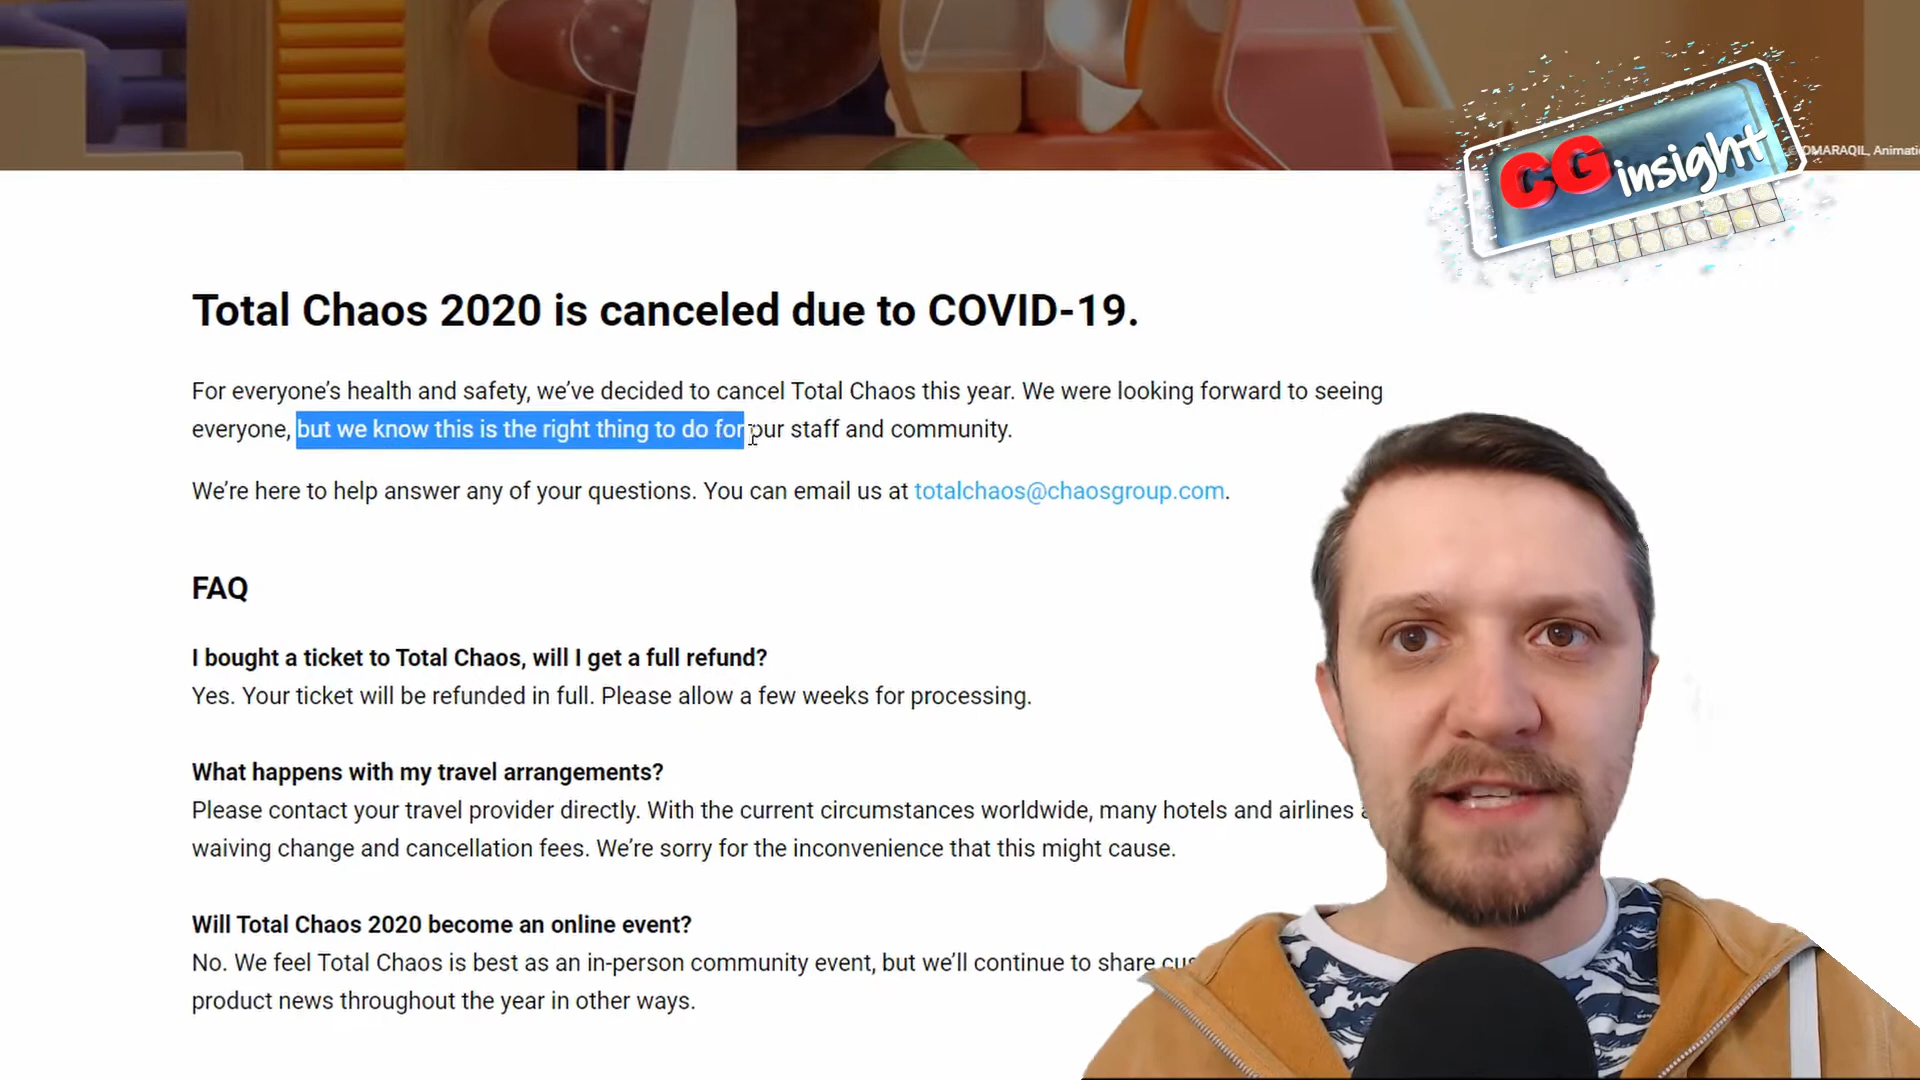 OMARAQIL, Animati
CG insight
Total Chaos 2020 is canceled due to COVID-19.
For everyone’s health and safety, we’ve decided to cancel Total Chaos this year. We were looking forward to seeing
everyone, but we know this is the right thing to do for our staff and community.
We’re here to help answer any of your questions. You can email us at totalchaos@chaosgroup.com.
FAQ
I bought a ticket to Total Chaos, will I get a full refund?
Yes. Your ticket will be refunded in full. Please allow a few weeks for processing.
What happens with my travel arrangements?
Please contact your travel provider directly. With the current circumstances worldwide, many hotels and airlines
waiving change and cancellation fees. We’re sorry for the inconvenience that this might cause.
Will Total Chaos 2020 become an online event?
No. We feel Total Chaos is best as an in-person community event, but we’ll continue to share cus
product news throughout the year in other ways.